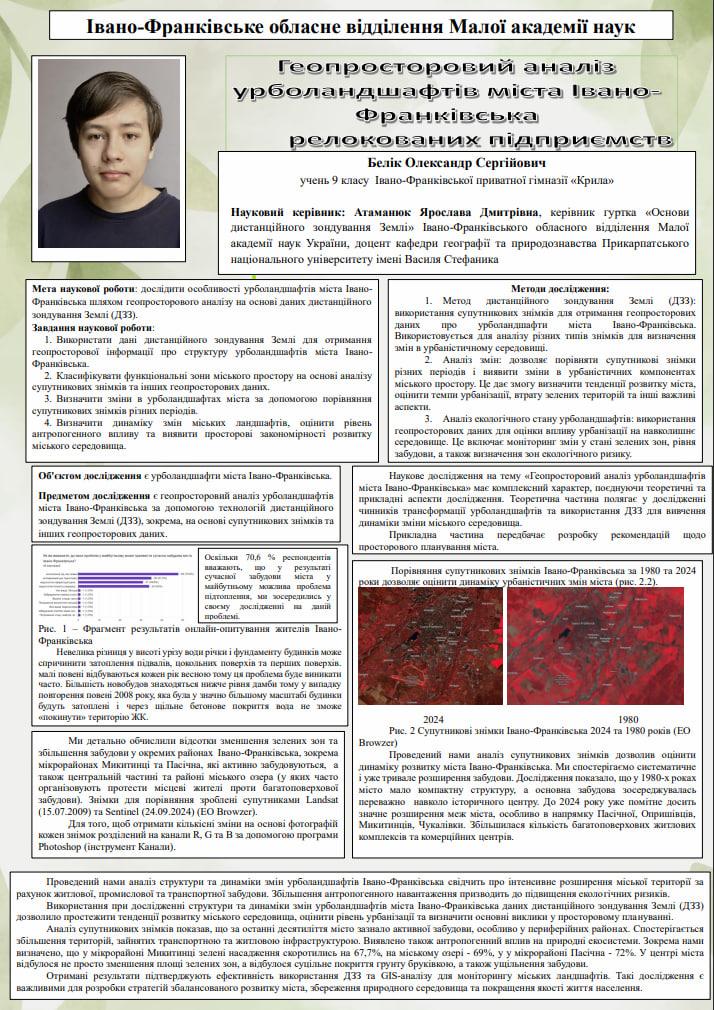 Івано-Франківське обласне відділення Малої академії наук
Геопросторовий аналіз
урболандшафтів міста Івано-
Франківська
релокованих підприємств
Бєлік Олександр Сергійович
учень 9 класу Івано-Франківської приватної гімназії «Крила»
Науковий керівник: Атаманюк Ярослава Дмитрівна, керівник гуртка «Основи
дистанційного зондування Землі» Івано-Франківського обласного відділення Малої
академії наук України, доцент кафедри географії та природознавства Прикарпатського
національного університету імені Василя Стефаника
Мета наукової роботи: дослідити особливості урболандшафтів міста Івано-
Франківська шляхом геопросторового аналізу на основі даних дистанційного
зондування Землі (ДЗЗ).
Завдання наукової роботи:
1. Використати дані дистанційного зондування Землі для отримання
геопросторової інформації про структуру урболандшафтів міста Івано-
Франківська.
2. Класифікувати функціональні зони міського простору на основі аналізу
супутникових знімків та інших геопросторових даних.
3. Визначити зміни в урболандшафтах міста за допомогою порівняння
супутникових знімків різних періодів.
4. Визначити динаміку змін міських ландшафтів, оцінити рівень
антропогенного впливу та виявити просторові закономірності розвитку
міського середовища.
Методи дослідження:
1. Метод дистанційного зондування Землі (ДЗЗ):
використання супутникових знімків для отримання геопросторових
даних про урболандшафти міста Івано-Франківська.
Використовується для аналізу різних типів знімків для визначення
змін в урбаністичному середовищі.
2. Аналіз змін: дозволяє порівняти супутникові знімки
різних періодів і виявити зміни в урбаністичних компонентах
міського простору. Це дає змогу визначити тенденції розвитку міста,
оцінити темпи урбанізації, втрату зелених територій та інші важливі
аспекти.
3. Аналіз екологічного стану урболандшафтів: використання
геопросторових даних для оцінки впливу урбанізації на навколишнє
середовище. Це включає моніторинг змін у стані зелених зон, рівня
забудови, а також визначення зон екологічного ризику.
Об'єктом дослідження є урболандшафти міста Івано-Франківська.
Предметом дослідження є геопросторовий аналіз урболандшафтів
міста Івано-Франківська за допомогою технологій дистанційного
зондування Землі (ДЗЗ), зокрема, на основі супутникових знімків та
інших геопросторових даних.
Наукове дослідження на тему «Геопросторовий аналіз урболандшафтів
міста Івано-Франківська» має комплексний характер, поєднуючи теоретичні та
прикладні аспекти дослідження. Теоретична частина полягає у дослідженні
чинників трансформації урболандшафтів та використання ДЗЗ для вивчення
динаміки зміни міського середовища.
Прикладна частина передбачає розробку рекомендацій щодо
просторового планування міста.
Оскільки 70,6 % респондентів
вважають, що у результаті
сучасної забудови міста у
майбутньому можлива проблема
підтоплення, ми зосередились у
своєму дослідженні на даній
проблемі.
Рис. 1 – Фрагмент результатів онлайн-опитування жителів Івано-
Франківська
Невелика різниця у висоті урізу води річки і фундаменту будинків може
спричинити затоплення підвалів, цокольних поверхів та перших поверхів.
малі повені відбуваються кожен рік весною тому ця проблема буде виникати
часто. Більшість новобудов знаходяться нижче рівня дамби тому у випадку
повторення повені 2008 року, яка була у значно більшому масштабі будинки
будуть затоплені і через щільне бетонове покриття вода не зможе
«покинути» територію ЖК.
Порівняння супутникових знімків Івано-Франківська за 1980 та 2024
роки дозволяє оцінити динаміку урбаністичних змін міста (рис. 2.2).
2024 1980
Рис. 2 Супутникові знімки Івано-Франківська 2024 та 1980 років (EO
Browzer)
Проведений нами аналіз супутникових знімків дозволив оцінити
динаміку розвитку міста Івано-Франківська. Ми спостерігаємо систематичне
і уже тривале розширення забудови. Дослідження показало, що у 1980-х роках
місто мало компактну структуру, а основна забудова зосереджувалась
переважно навколо історичного центру. До 2024 року уже помітне досить
значне розширення меж міста, особливо в напрямку Пасічної, Опришівців,
Микитинців, Чукалівки. Збільшилася кількість багатоповерхових житлових
комплексів та комерційних центрів.
Ми детально обчислили відсотки зменшення зелених зон та
збільшення забудови у окремих районах Івано-Франківська, зокрема
мікрорайонах Микитинці та Пасічна, які активно забудовуються, а
також центральній частині та районі міського озера (у яких часто
організовують протести місцеві жителі проти багатоповерхової
забудови). Знімки для порівняння зроблені супутниками Landsat
(15.07.2009) та Sentinel (24.09.2024) (EO Browzer).
Для того, щоб отримати кількісні зміни на основі фотографій
кожен знімок розділений на канали R, G та B за допомогою програми
Photoshop (інструмент Канали).
Проведений нами аналіз структури та динаміки змін урболандшафтів Івано-Франківська свідчить про інтенсивне розширення міської території за
рахунок житлової, промислової та транспортної забудови. Збільшення антропогенного навантаження призводить до підвищення екологічних ризиків.
Використання при дослідженні структури та динаміки змін урболандшафтів міста Івано-Франківська даних дистанційного зондування Землі (ДЗЗ)
дозволило простежити тенденції розвитку міського середовища, оцінити рівень урбанізації та визначити основні виклики у просторовому плануванні.
Аналіз супутникових знімків показав, що за останні десятиліття місто зазнало активної забудови, особливо у периферійних районах. Спостерігається
збільшення територій, зайнятих транспортною та житловою інфраструктурою. Виявлено також антропогенний вплив на природні екосистеми. Зокрема нами
визначено, що у мікрорайоні Микитинці зелені насадження скоротились на 67,7%, на міському озері - 69%, у у мікрорайоні Пасічна - 72%. У центрі міста
відбулося не просто зменшення площі зелених зон, а відбулося суцільне покриття грунту бруківкою, а також ущільнення забудови.
Отримані результати підтверджують ефективність використання ДЗЗ та GIS-аналізу для моніторингу міських ландшафтів. Такі дослідження є
важливими для розробки стратегій збалансованого розвитку міста, збереження природного середовища та покращення якості життя населення.